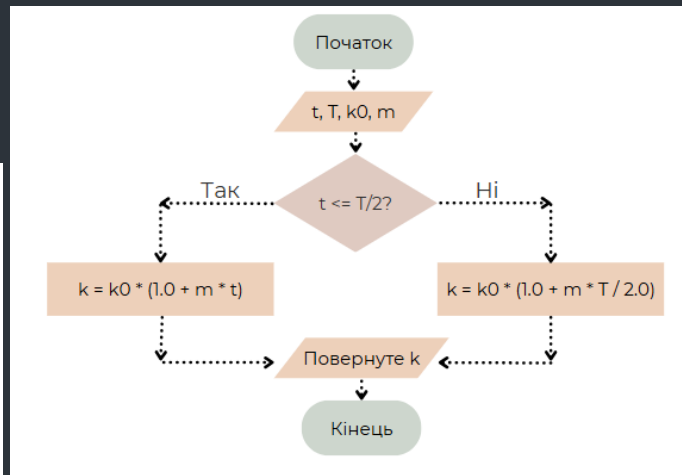 Початок
t, T, k0, m
t <= T/2?
Так
Ні
k = k0 * (1.0 + m * t)
k = k0 * (1.0 + m * T / 2.0)
Повернуте k
Кінець